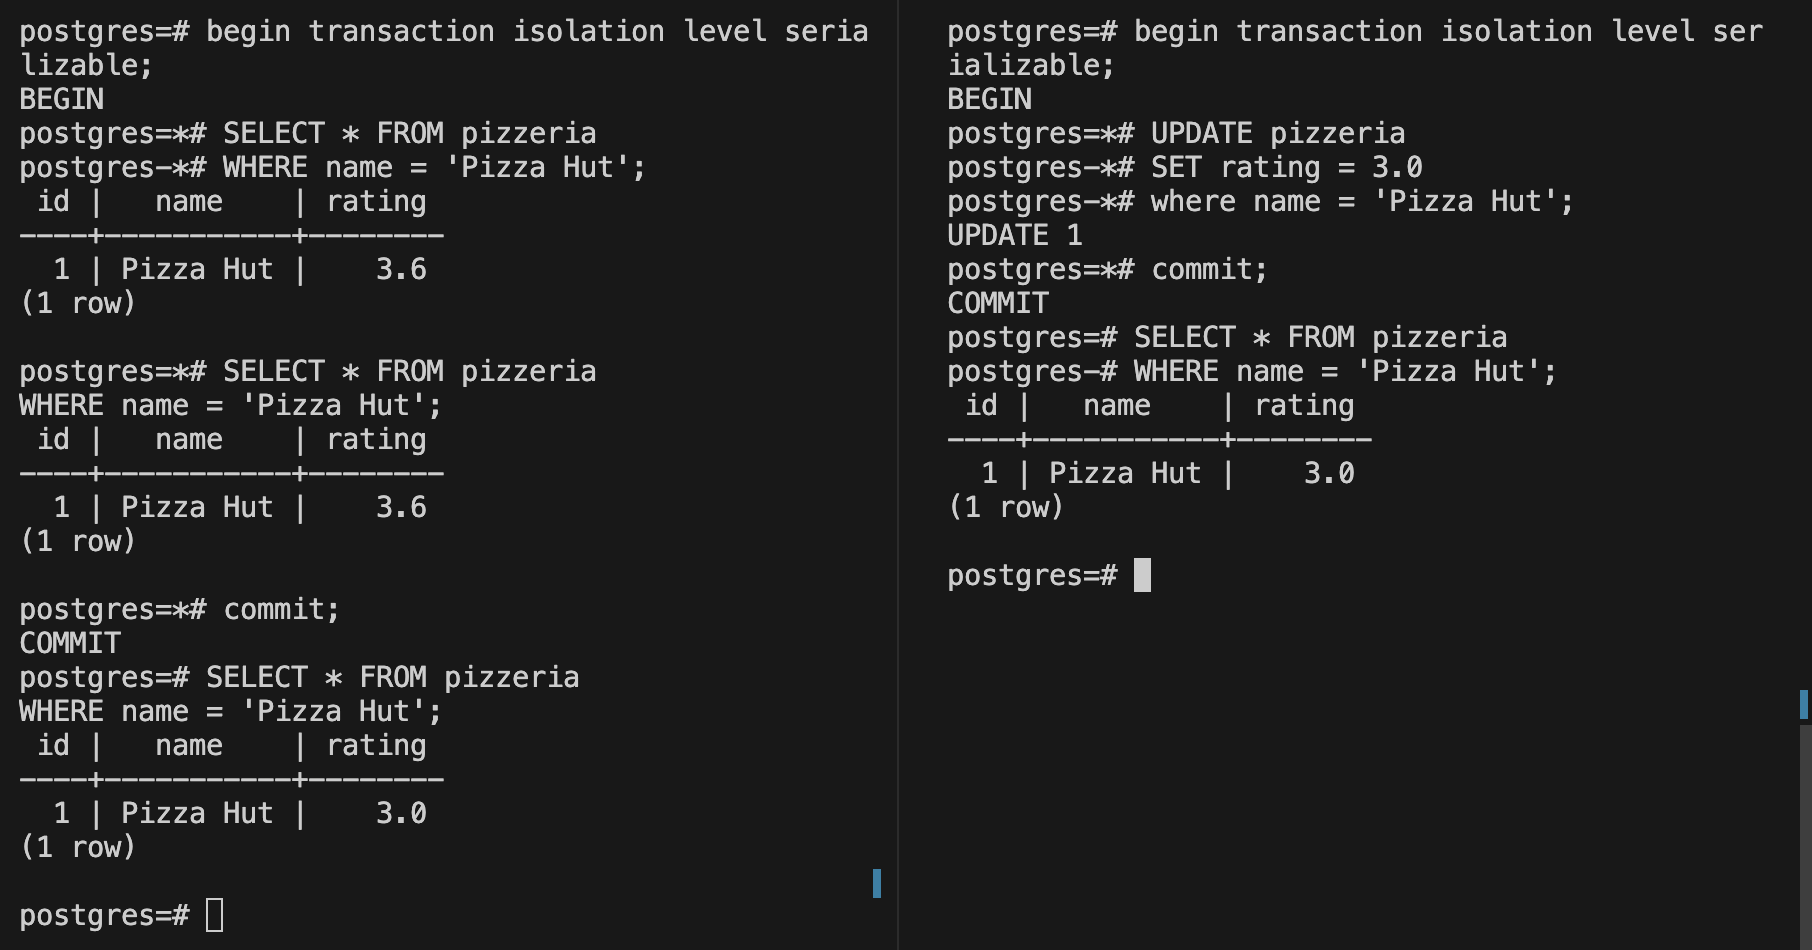 postgres=# begin transaction isolation level seria
lizable;
BEGIN
postgres=*# SELECT * FROM pizzeria
postgres-*# WHERE name = 'Pizza Hut';
 id |   name    | rating
----+-----------+--------
  1 | Pizza Hut |    3.6
(1 row)

postgres=*# SELECT * FROM pizzeria
WHERE name = 'Pizza Hut';
 id |   name    | rating
----+-----------+--------
  1 | Pizza Hut |    3.6
(1 row)

postgres=*# commit;
COMMIT
postgres=# SELECT * FROM pizzeria
WHERE name = 'Pizza Hut';
 id |   name    | rating
----+-----------+--------
  1 | Pizza Hut |    3.0
(1 row)

postgres=#
postgres=# begin transaction isolation level ser
ializable;
BEGIN
postgres=*# UPDATE pizzeria
postgres-*# SET rating = 3.0
postgres-*# where name = 'Pizza Hut';
UPDATE 1
postgres=*# commit;
COMMIT
postgres=# SELECT * FROM pizzeria
postgres-# WHERE name = 'Pizza Hut';
 id |   name    | rating
----+-----------+--------
  1 | Pizza Hut |    3.0
(1 row)

postgres=#